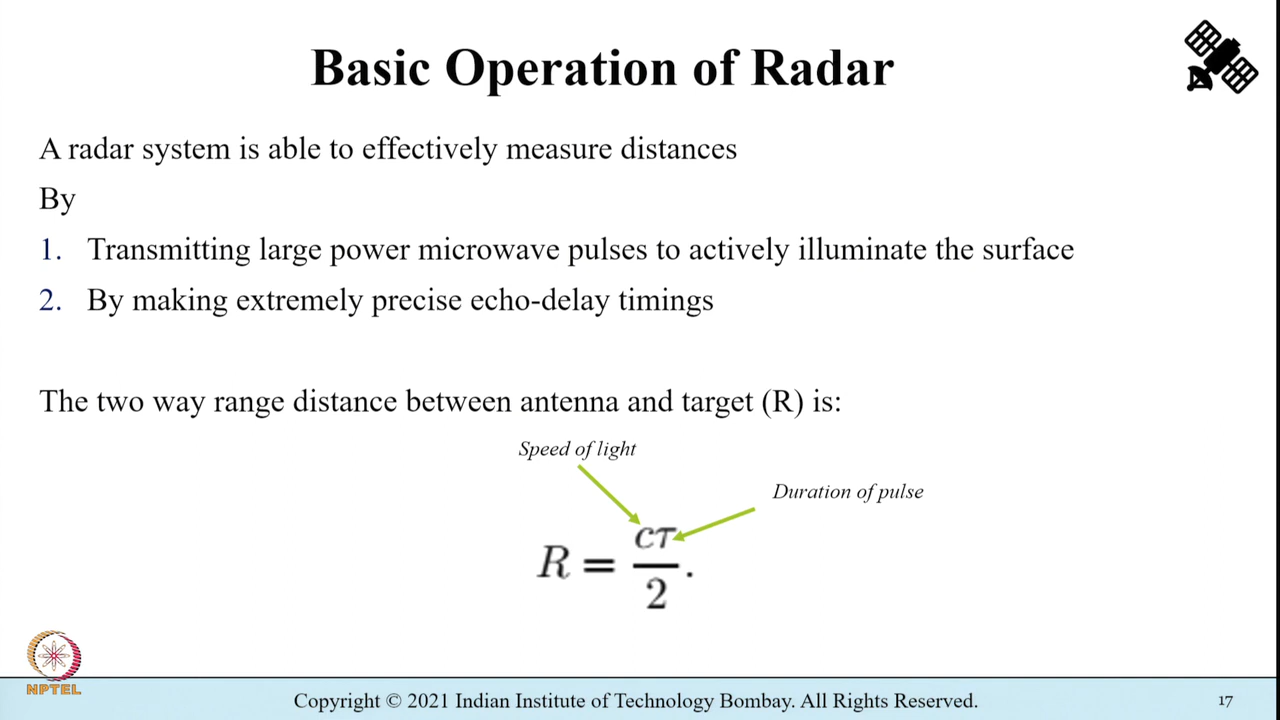 Basic Operation of Radar
A radar system is able to effectively measure distances
By
1. Transmitting large power microwave pulses to actively illuminate the surface
2. By making extremely precise echo-delay timings
The two way range distance between antenna and target (R) is:
Speed of light
Duration of pulse
R = cτ/2.
NPTEL
Copyright © 2021 Indian Institute of Technology Bombay. All Rights Reserved.
17